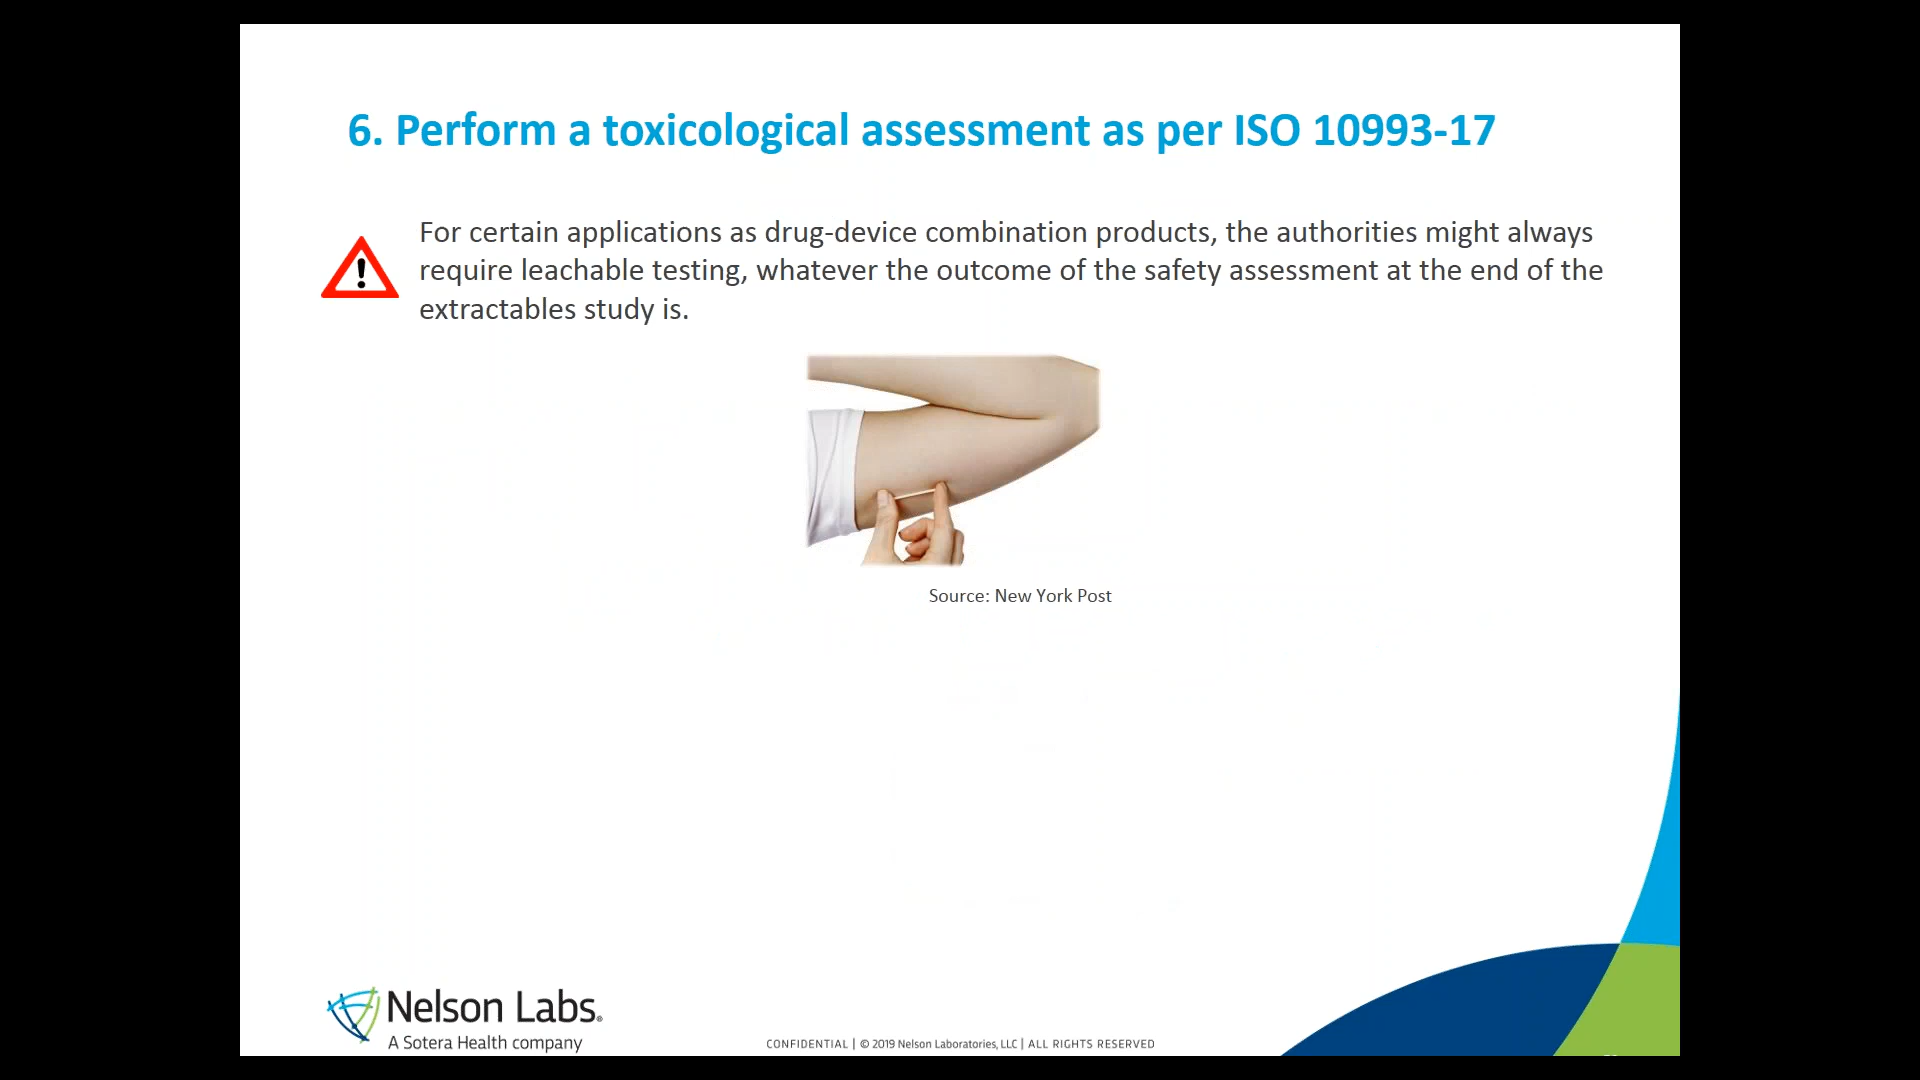 6. Perform a toxicological assessment as per ISO 10993-17
For certain applications as drug-device combination products, the authorities might always
require leachable testing, whatever the outcome of the safety assessment at the end of the
extractables study is.
Source: New York Post
Nelson Labs®
A Sotera Health company
CONFIDENTIAL | © 2019 Nelson Laboratories, LLC | ALL RIGHTS RESERVED